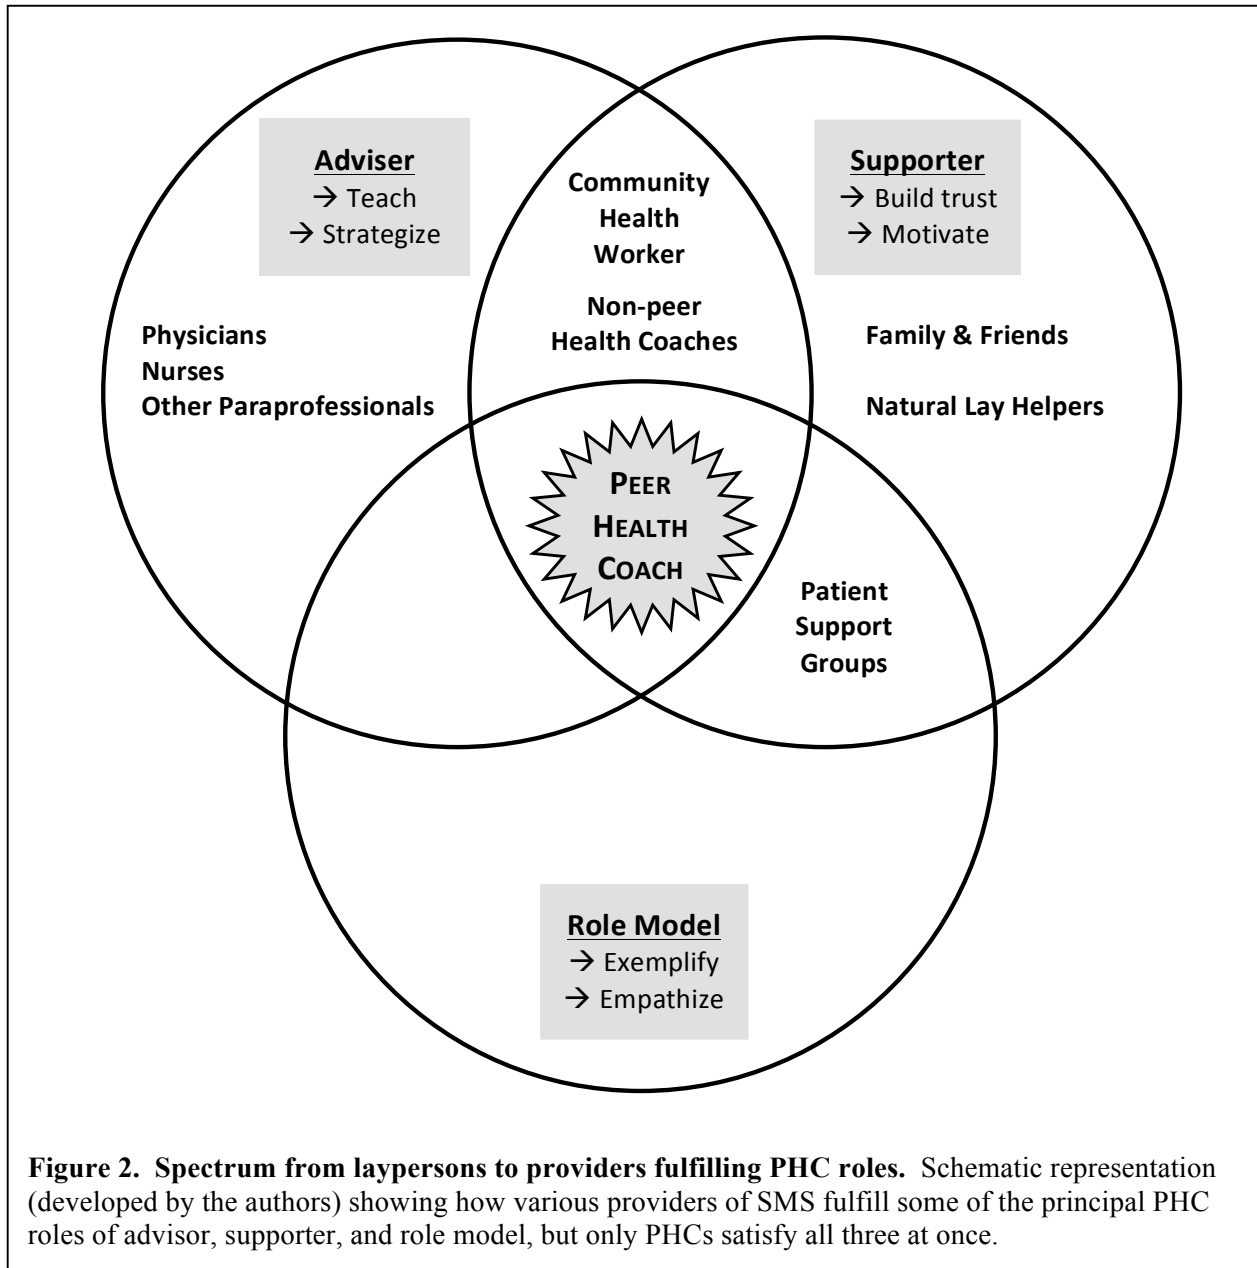 Adviser
→ Teach
→ Strategize
Community
Health
Worker
Non-peer
Health Coaches
Supporter
→ Build trust
→ Motivate
Physicians
Nurses
Other Paraprofessionals
Family & Friends
Natural Lay Helpers
PEER
HEALTH
COACH
Patient
Support
Groups
Role Model
→ Exemplify
→ Empathize
Figure 2. Spectrum from laypersons to providers fulfilling PHC roles. Schematic representation
(developed by the authors) showing how various providers of SMS fulfill some of the principal PHC
roles of advisor, supporter, and role model, but only PHCs satisfy all three at once.